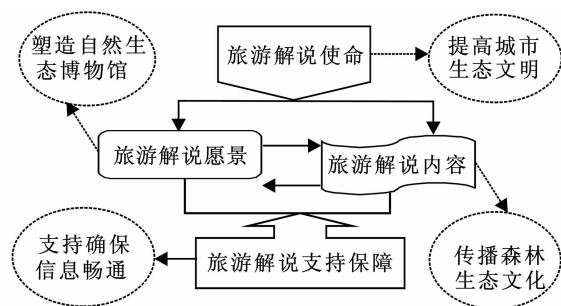 塑造自然生
态博物馆
旅游解说使命
提高城市
生态文明
旅游解说愿景
旅游解说内容
支持确保
信息畅通
旅游解说支持保障
传播森林
生态文化